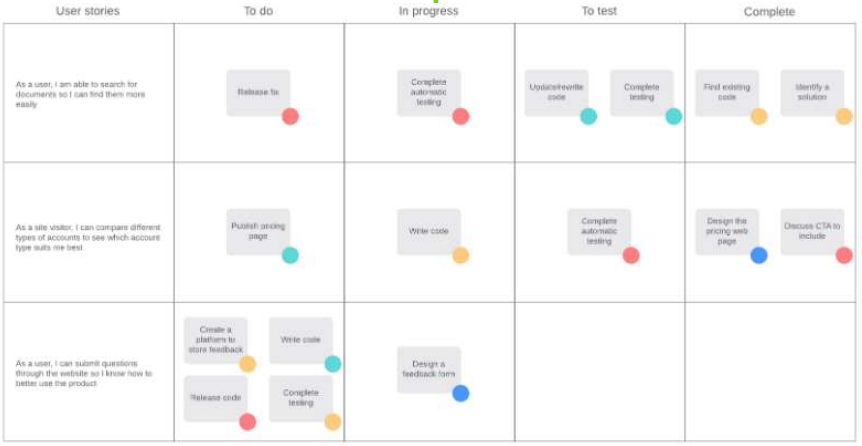 User stories
To do
In progress
To test
Complete
As a user, I am able to search for
documents so I can find them more
easily
Release fix
Complete
automatic
testing
Update/rewrite
code
Complete
testing
Find existing
code
Identify a
solution
As a site visitor, I can compare different
types of accounts to see which account
type suits me best
Publish pricing
page
Write code
Complete
automatic
testing
Design the
pricing web
page
Discuss CTA to
include
As a user, I can submit questions
through the website so I know how to
better use the product
Create a
platform to
store feedback
Write code
Release code
Complete
testing
Design a
feedback form